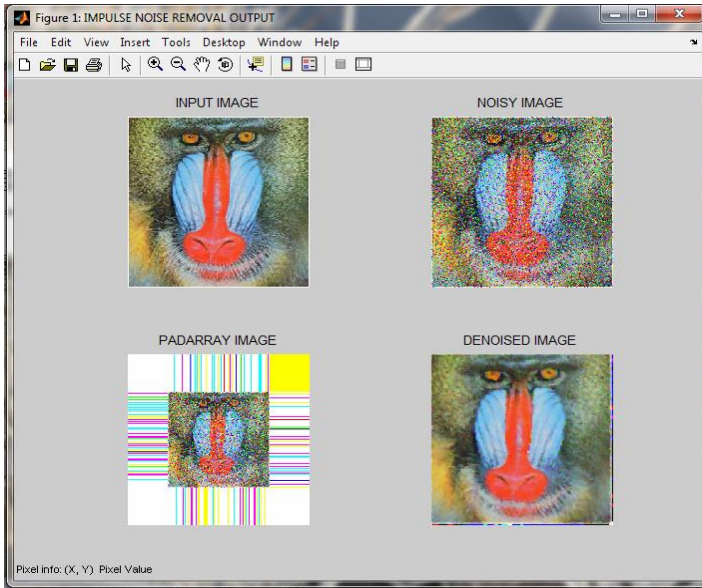 Figure 1: IMPULSE NOISE REMOVAL OUTPUT
File Edit View Insert Tools Desktop Window Help
INPUT IMAGE
NOISY IMAGE
PADARRAY IMAGE
DENOISED IMAGE
Pixel info: (X, Y) Pixel Value